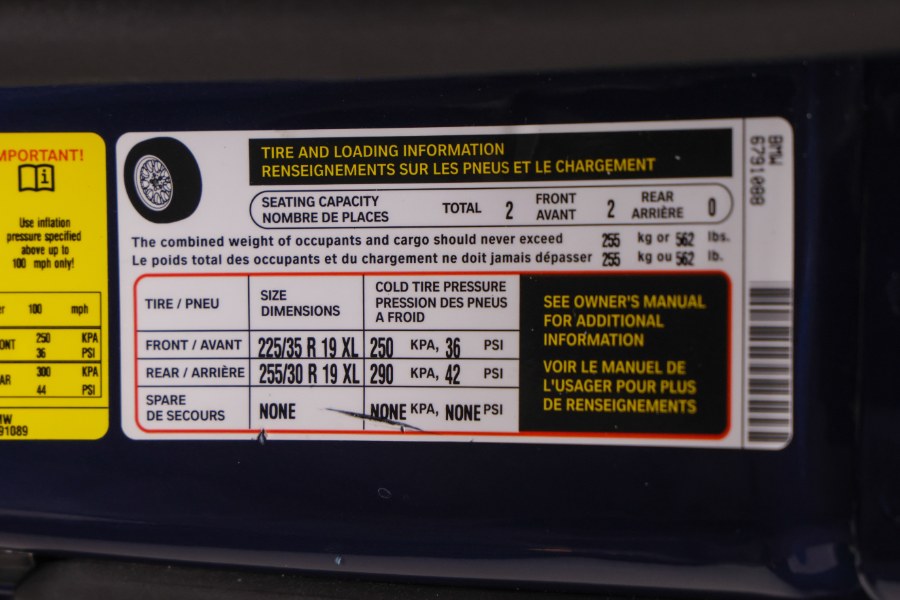 MPORTANT!
Use inflation
pressure specified
above up to
100 mph only!
100 mph
250 KPA
36 PSI
300 KPA
44 PSI
91089
TIRE AND LOADING INFORMATION
RENSEIGNEMENTS SUR LES PNEUS ET LE CHARGEMENT
SEATING CAPACITY
NOMBRE DE PLACES
TOTAL 2
FRONT
AVANT
2
REAR
ARRIÈRE
0
The combined weight of occupants and cargo should never exceed 255 kg or 562 lbs.
Le poids total des occupants et du chargement ne doit jamais dépasser 255 kg ou 562 lb.
TIRE / PNEU
SIZE
DIMENSIONS
COLD TIRE PRESSURE
PRESSION DES PNEUS
A FROID
FRONT / AVANT 225/35 R 19 XL 250 KPA, 36 PSI
REAR / ARRIÈRE 255/30 R 19 XL 290 KPA, 42 PSI
SPARE
DE SECOURS
NONE NONE KPA, NONE PSI
SEE OWNER'S MANUAL
FOR ADDITIONAL
INFORMATION
VOIR LE MANUEL DE
L'USAGER POUR PLUS
DE RENSEIGNEMENTS
BMW
6791088